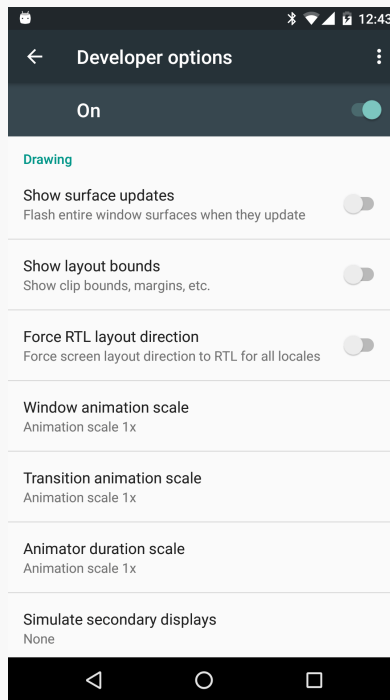 12:43
Developer options
On
Drawing
Show surface updates
Flash entire window surfaces when they update
Show layout bounds
Show clip bounds, margins, etc.
Force RTL layout direction
Force screen layout direction to RTL for all locales
Window animation scale
Animation scale 1x
Transition animation scale
Animation scale 1x
Animator duration scale
Animation scale 1x
Simulate secondary displays
None